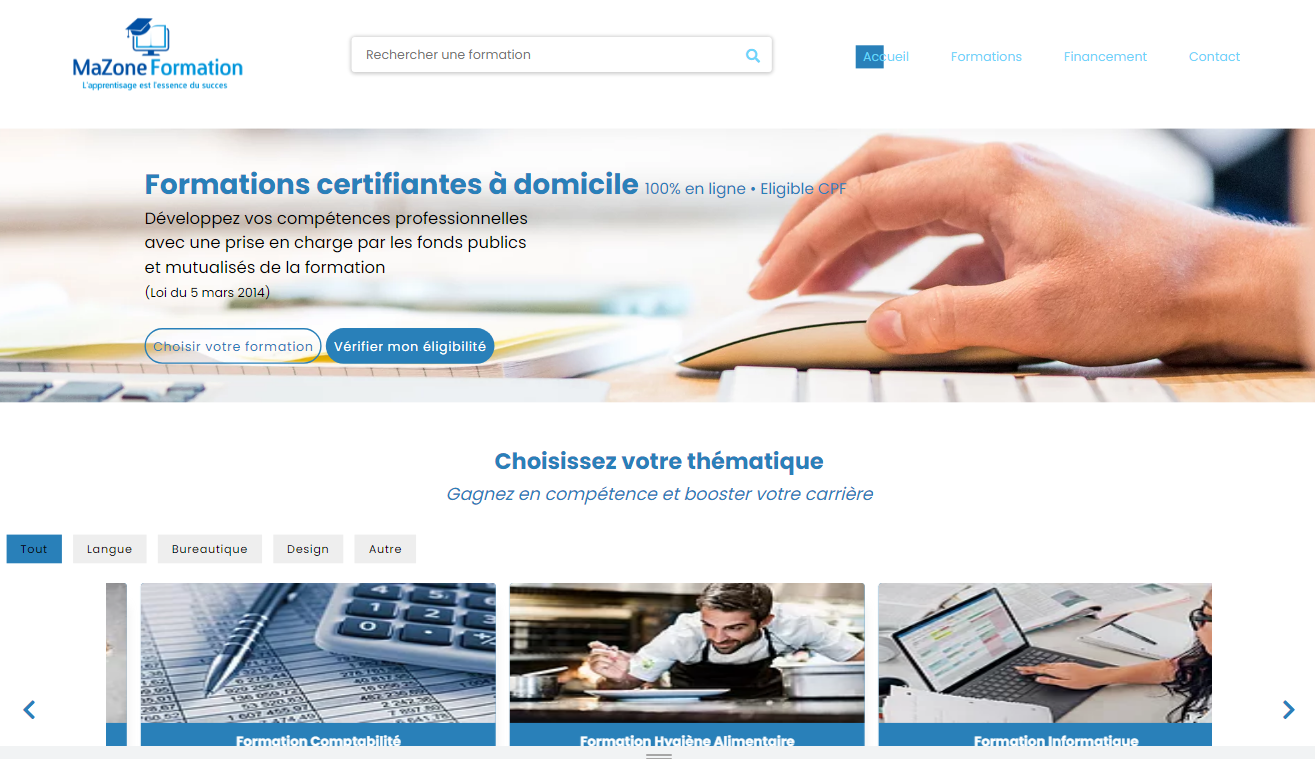 MaZone Formation
L'apprentisage est l'essence du succes
Rechercher une formation
Accueil
Formations
Financement
Contact
Formations certifiantes à domicile 100% en ligne • Eligible CPF
Développez vos compétences professionnelles
avec une prise en charge par les fonds publics
et mutualisés de la formation
(Loi du 5 mars 2014)
Choisir votre formation
Vérifier mon éligibilité
Choisissez votre thématique
Gagnez en compétence et booster votre carrière
Tout
Langue
Bureautique
Design
Autre
Formation Comptabilité
Formation Hygiène Alimentaire
Formation Informatique